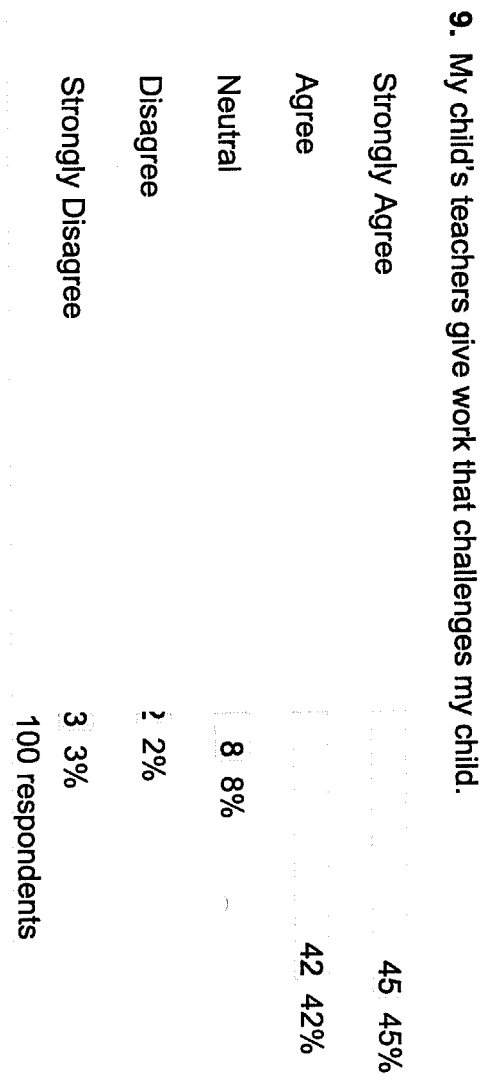 9. My child's teachers give work that challenges my child.
Strongly Agree 45 45%
Agree 42 42%
Neutral 8 8%
Disagree 2%
Strongly Disagree 3 3%
100 respondents